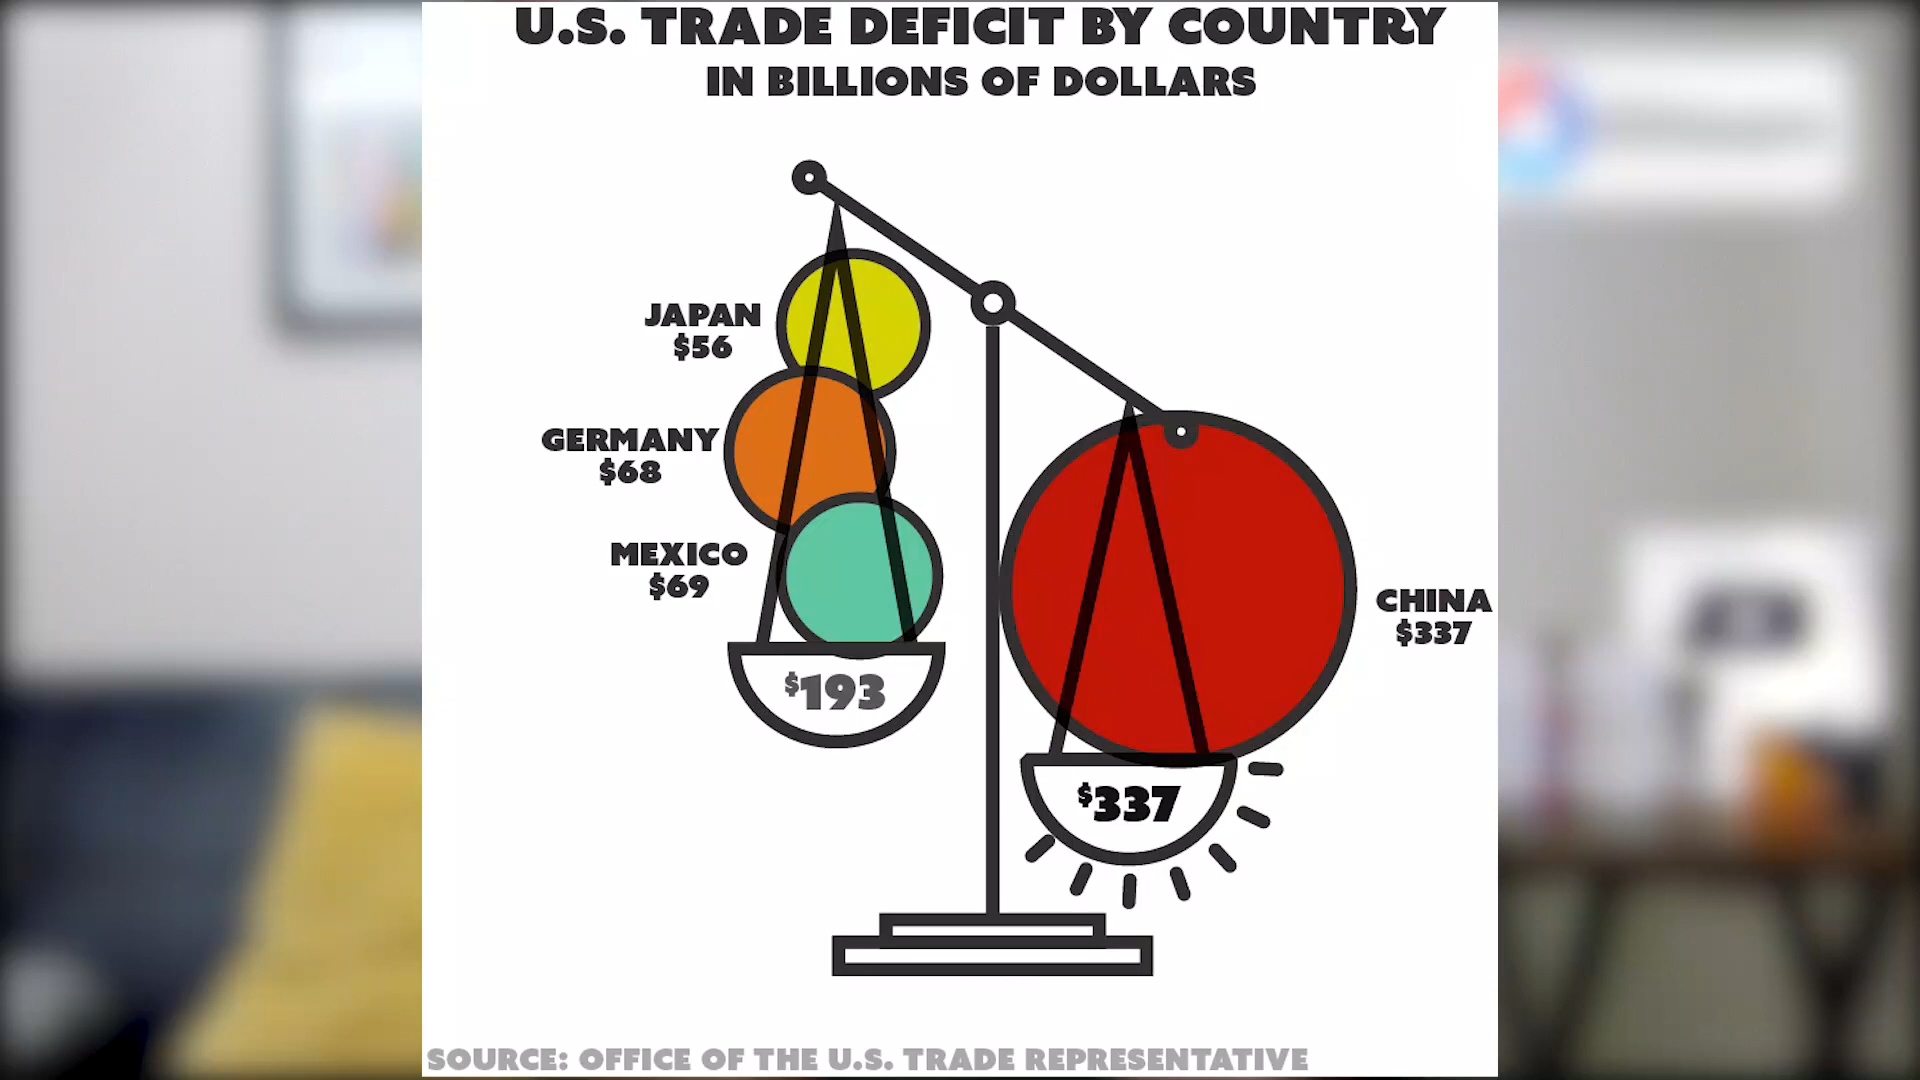 U.S. TRADE DEFICIT BY COUNTRY
IN BILLIONS OF DOLLARS
JAPAN
$56
GERMANY
$68
MEXICO
$69
$193
CHINA
$337
$337
SOURCE: OFFICE OF THE U.S. TRADE REPRESENTATIVE